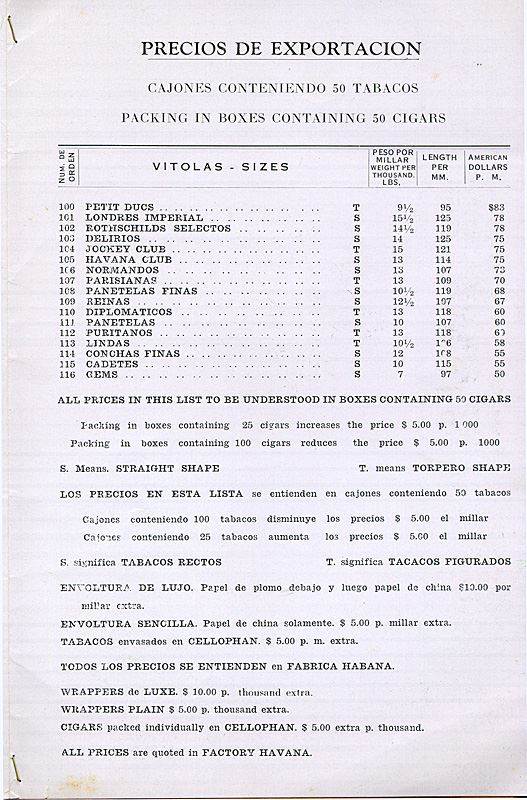 PRECIOS DE EXPORTACION
CAJONES CONTENIENDO 50 TABACOS
PACKING IN BOXES CONTAINING 50 CIGARS
NUM. DE ORDEN VITOLAS - SIZES PESO POR MILLAR WEIGHT PER THOUSAND. LBS. LENGTH PER MM. AMERICAN DOLLARS P. M.
100 PETIT DUCS T 9½ 95 $83
101 LONDRES IMPERIAL S 15½ 125 78
102 ROTHSCHILDS SELECTOS S 14½ 119 78
103 DELIRIOS S 14 125 75
104 JOCKEY CLUB T 15 121 75
105 HAVANA CLUB S 13 114 75
106 NORMANDOS S 13 107 73
107 PARISIANAS T 13 109 70
108 PANETELAS FINAS S 10½ 119 68
109 REINAS S 12½ 107 67
110 DIPLOMATICOS T 13 118 60
111 PANETELAS S 10 107 60
112 PURITANOS T 13 118 60
113 LINDAS T 10½ 106 58
114 CONCHAS FINAS S 12 108 55
115 CADETES S 10 115 55
116 GEMS S 7 97 50
ALL PRICES IN THIS LIST TO BE UNDERSTOOD IN BOXES CONTAINING 50 CIGARS
Packing in boxes containing 25 cigars increases the price $ 5.00 p. 1000
Packing in boxes containing 100 cigars reduces the price $ 5.00 p. 1000
S. Means. STRAIGHT SHAPE T. means TORPERO SHAPE
LOS PRECIOS EN ESTA LISTA se entienden en cajones conteniendo 50 tabacos
Cajones conteniendo 100 tabacos disminuye los precios $ 5.00 el millar
Cajones conteniendo 25 tabacos aumenta los precios $ 5.00 el millar
S. significa TABACOS RECTOS T. significa TACACOS FIGURADOS
ENVOLTURA DE LUJO. Papel de plomo debajo y luego papel de china $10.00 por
millar extra.
ENVOLTURA SENCILLA. Papel de china solamente. $ 5.00 p. millar extra.
TABACOS envasados en CELLOPHAN. $ 5.00 p. m. extra.
TODOS LOS PRECIOS SE ENTIENDEN en FABRICA HABANA.
WRAPPERS de LUXE. $ 10.00 p. thousand extra.
WRAPPERS PLAIN $ 5.00 p. thousand extra.
CIGARS packed individually en CELLOPHAN. $ 5.00 extra p. thousand.
ALL PRICES are quoted in FACTORY HAVANA.